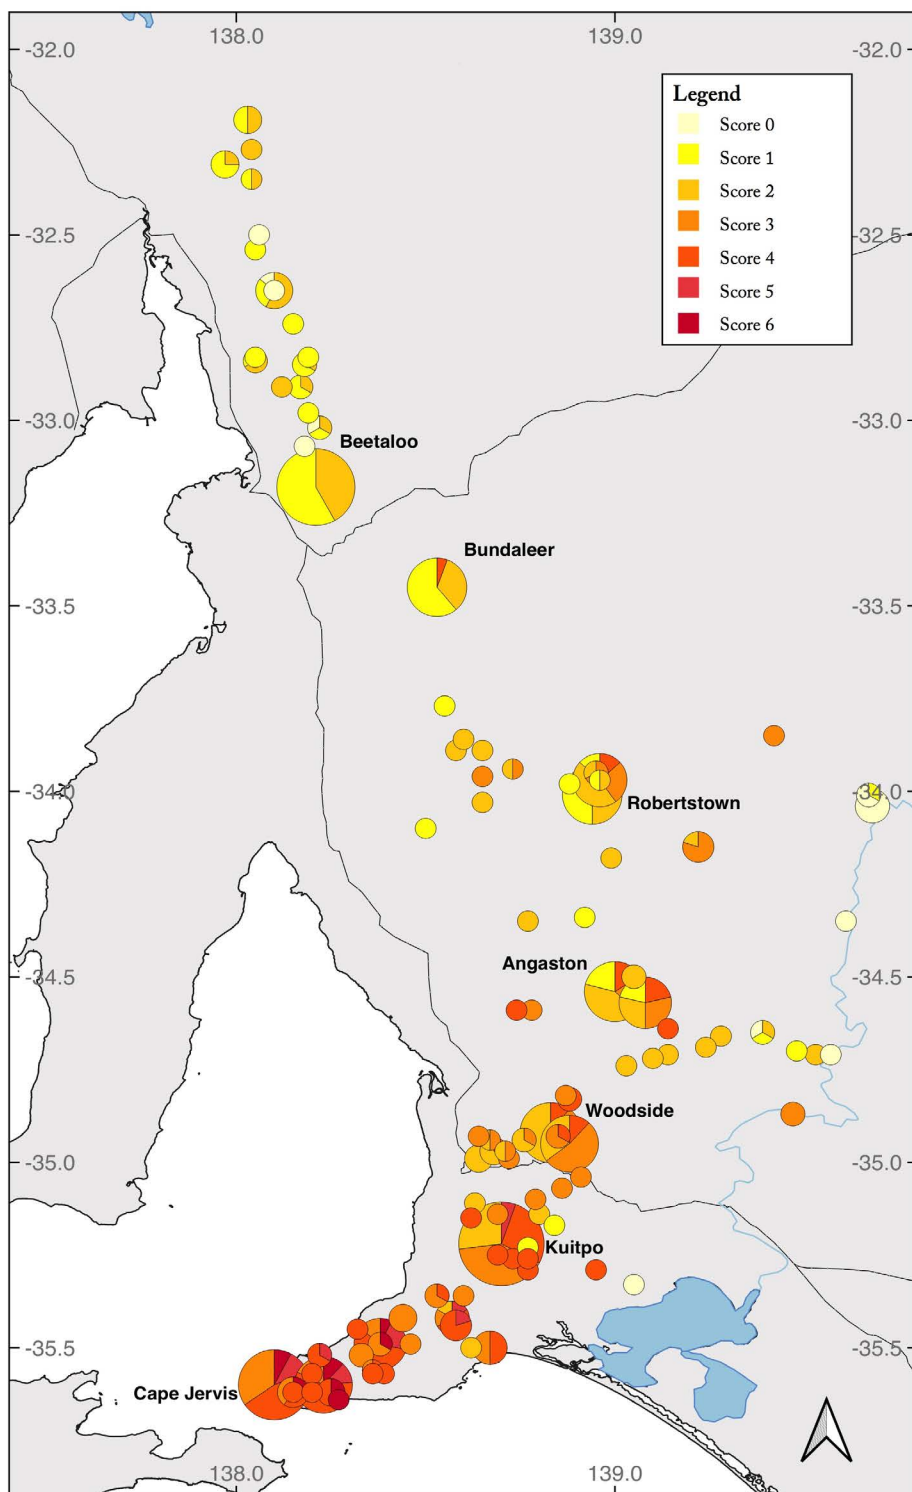 138.0 139.0
-32.0 -32.0
Legend
Score 0
Score 1
Score 2
Score 3
Score 4
Score 5
Score 6
-32.5 -32.5
-33.0 -33.0
Beetaloo
Bundaleer
-33.5 -33.5
-34.0 -34.0
Robertstown
Angaston
-34.5 -34.5
Woodside
-35.0 -35.0
Kuitpo
-35.5 -35.5
Cape Jervis
138.0 139.0